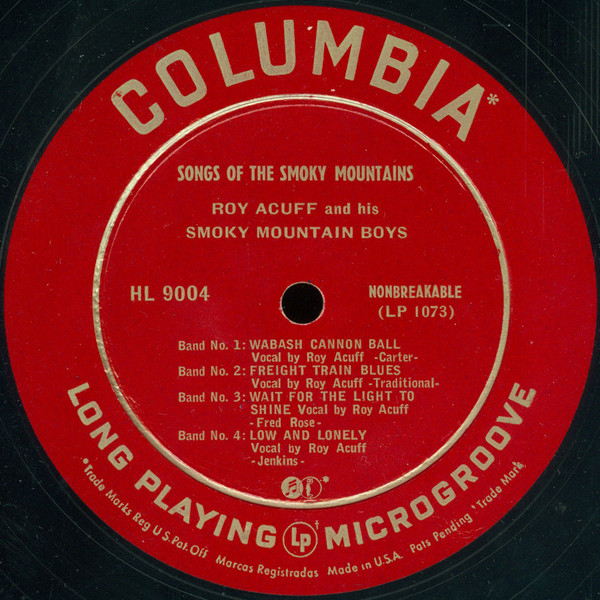 COLUMBIA*
SONGS OF THE SMOKY MOUNTAINS
ROY ACUFF and his
SMOKY MOUNTAIN BOYS
HL 9004
NONBREAKABLE
(LP 1073)
Band No. 1: WABASH CANNON BALL
Vocal by Roy Acuff -Carter-
Band No. 2: FREIGHT TRAIN BLUES
Vocal by Roy Acuff -Traditional-
Band No. 3: WAIT FOR THE LIGHT TO
SHINE Vocal by Roy Acuff
-Fred Rose-
Band No. 4: LOW AND LONELY
Vocal by Roy Acuff
-Jenkins-
LONG PLAYING Lp† MICROGROOVE
*Trade Marks Reg U.S. Pat. Off Marcas Registradas Made in U.S.A. Pats Pending †Trade Mark